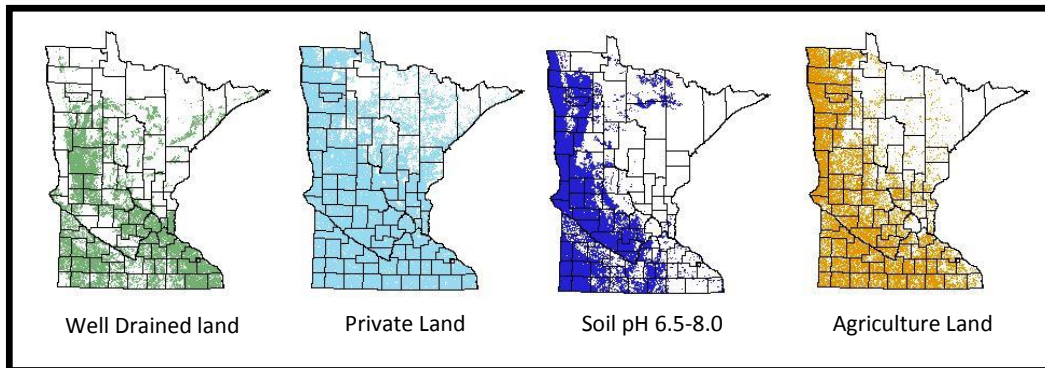 Well Drained land
Private Land
Soil pH 6.5-8.0
Agriculture Land